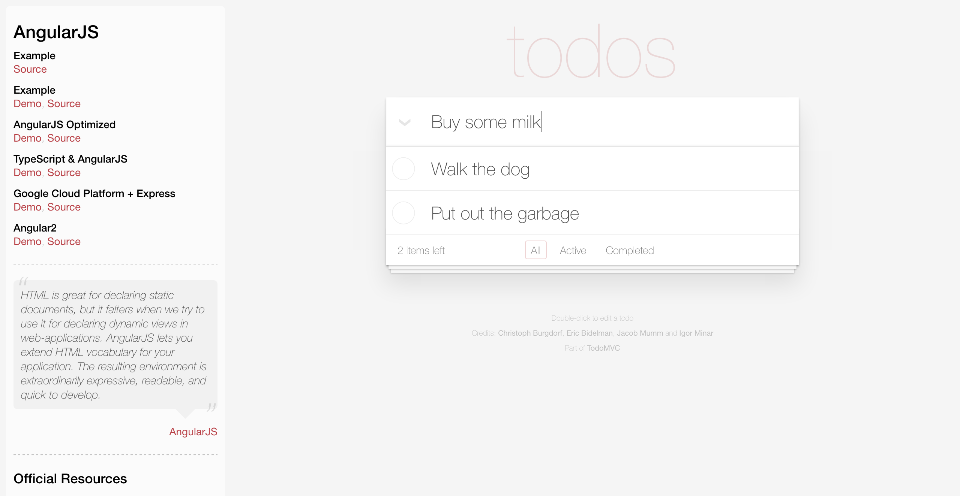 AngularJS
Example
Source
Example
Demo, Source
AngularJS Optimized
Demo, Source
TypeScript & AngularJS
Demo, Source
Google Cloud Platform + Express
Demo, Source
Angular2
Demo, Source
“
HTML is great for declaring static
documents, but it falters when we try to
use it for declaring dynamic views in
web-applications. AngularJS lets you
extend HTML vocabulary for your
application. The resulting environment is
extraordinarily expressive, readable, and
quick to develop.
”
AngularJS
Official Resources
todos
Buy some milk
Walk the dog
Put out the garbage
2 items left
All
Active
Completed
Double-click to edit a todo
Credits: Christoph Burgdorf, Eric Bidelman, Jacob Mumm and Igor Minar
Part of TodoMVC